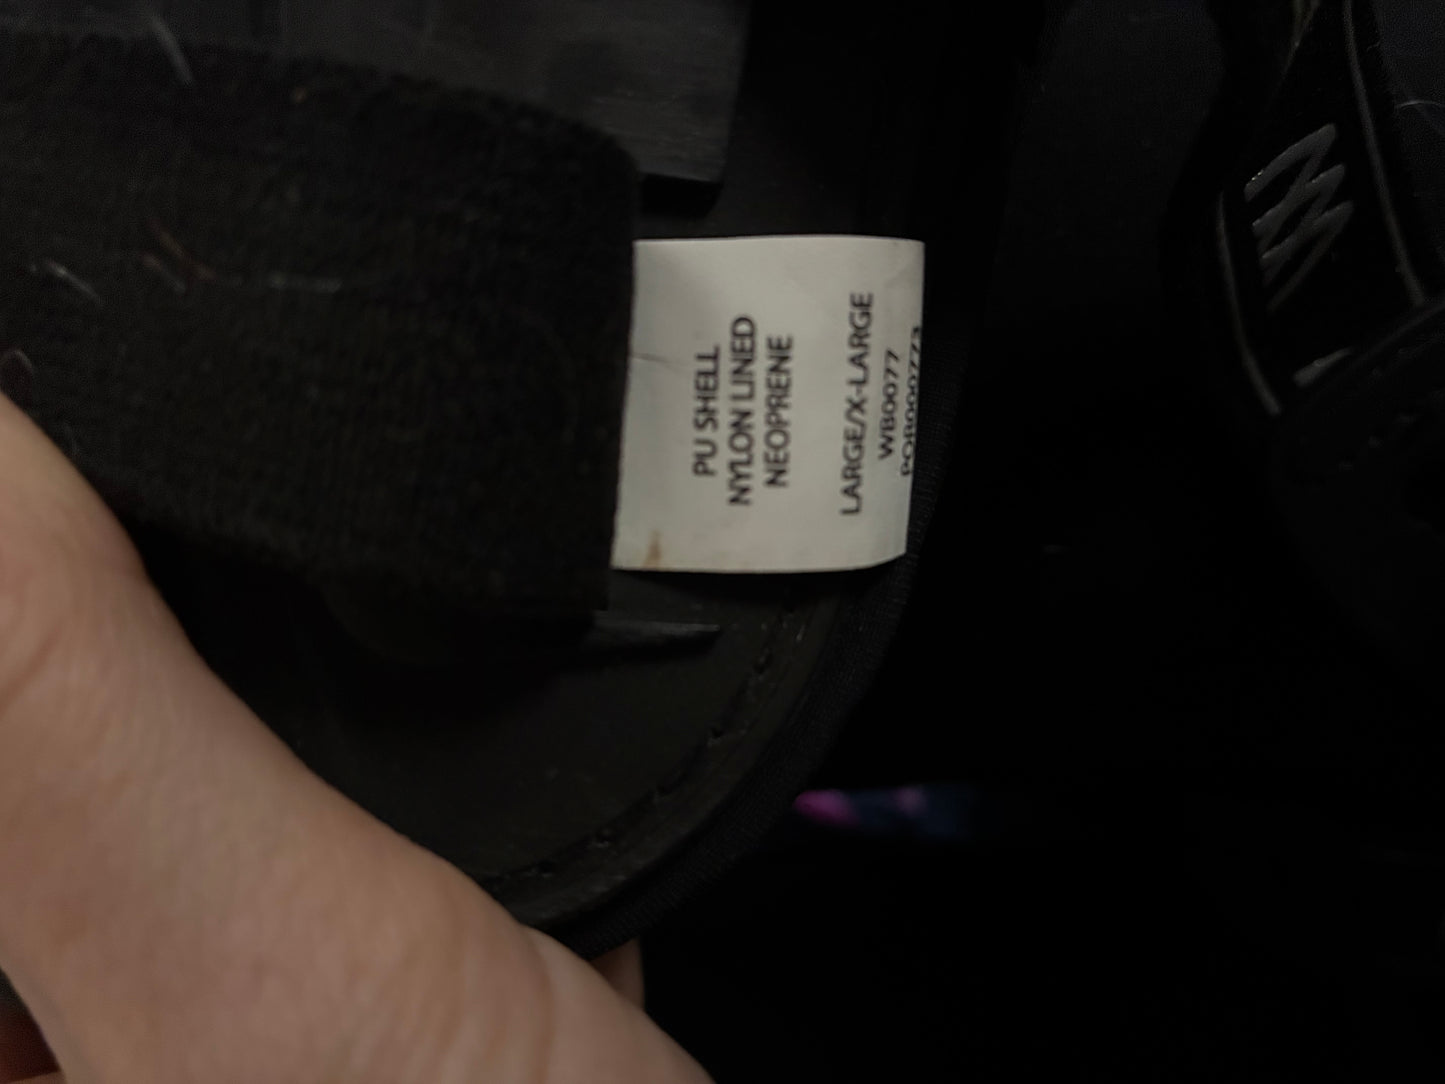 PU SHELL
NYLON LINED
NEOPRENE
LARGE/X-LARGE
WB0077